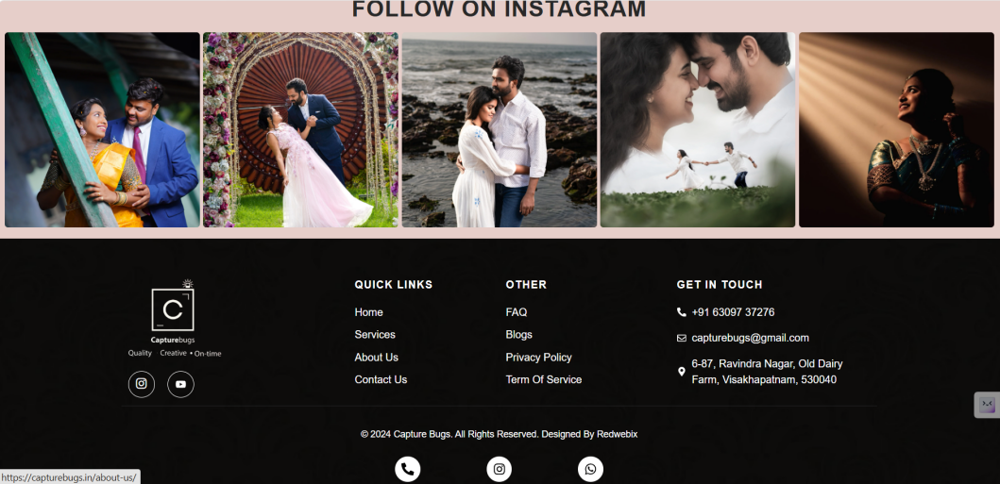 FOLLOW ON INSTAGRAM
C
Capturebugs
Quality Creative • On-time
QUICK LINKS
Home
Services
About Us
Contact Us
OTHER
FAQ
Blogs
Privacy Policy
Term Of Service
GET IN TOUCH
+91 63097 37276
capturebugs@gmail.com
6-87, Ravindra Nagar, Old Dairy
Farm, Visakhapatnam, 530040
© 2024 Capture Bugs. All Rights Reserved. Designed By Redwebix
https://capturebugs.in/about-us/